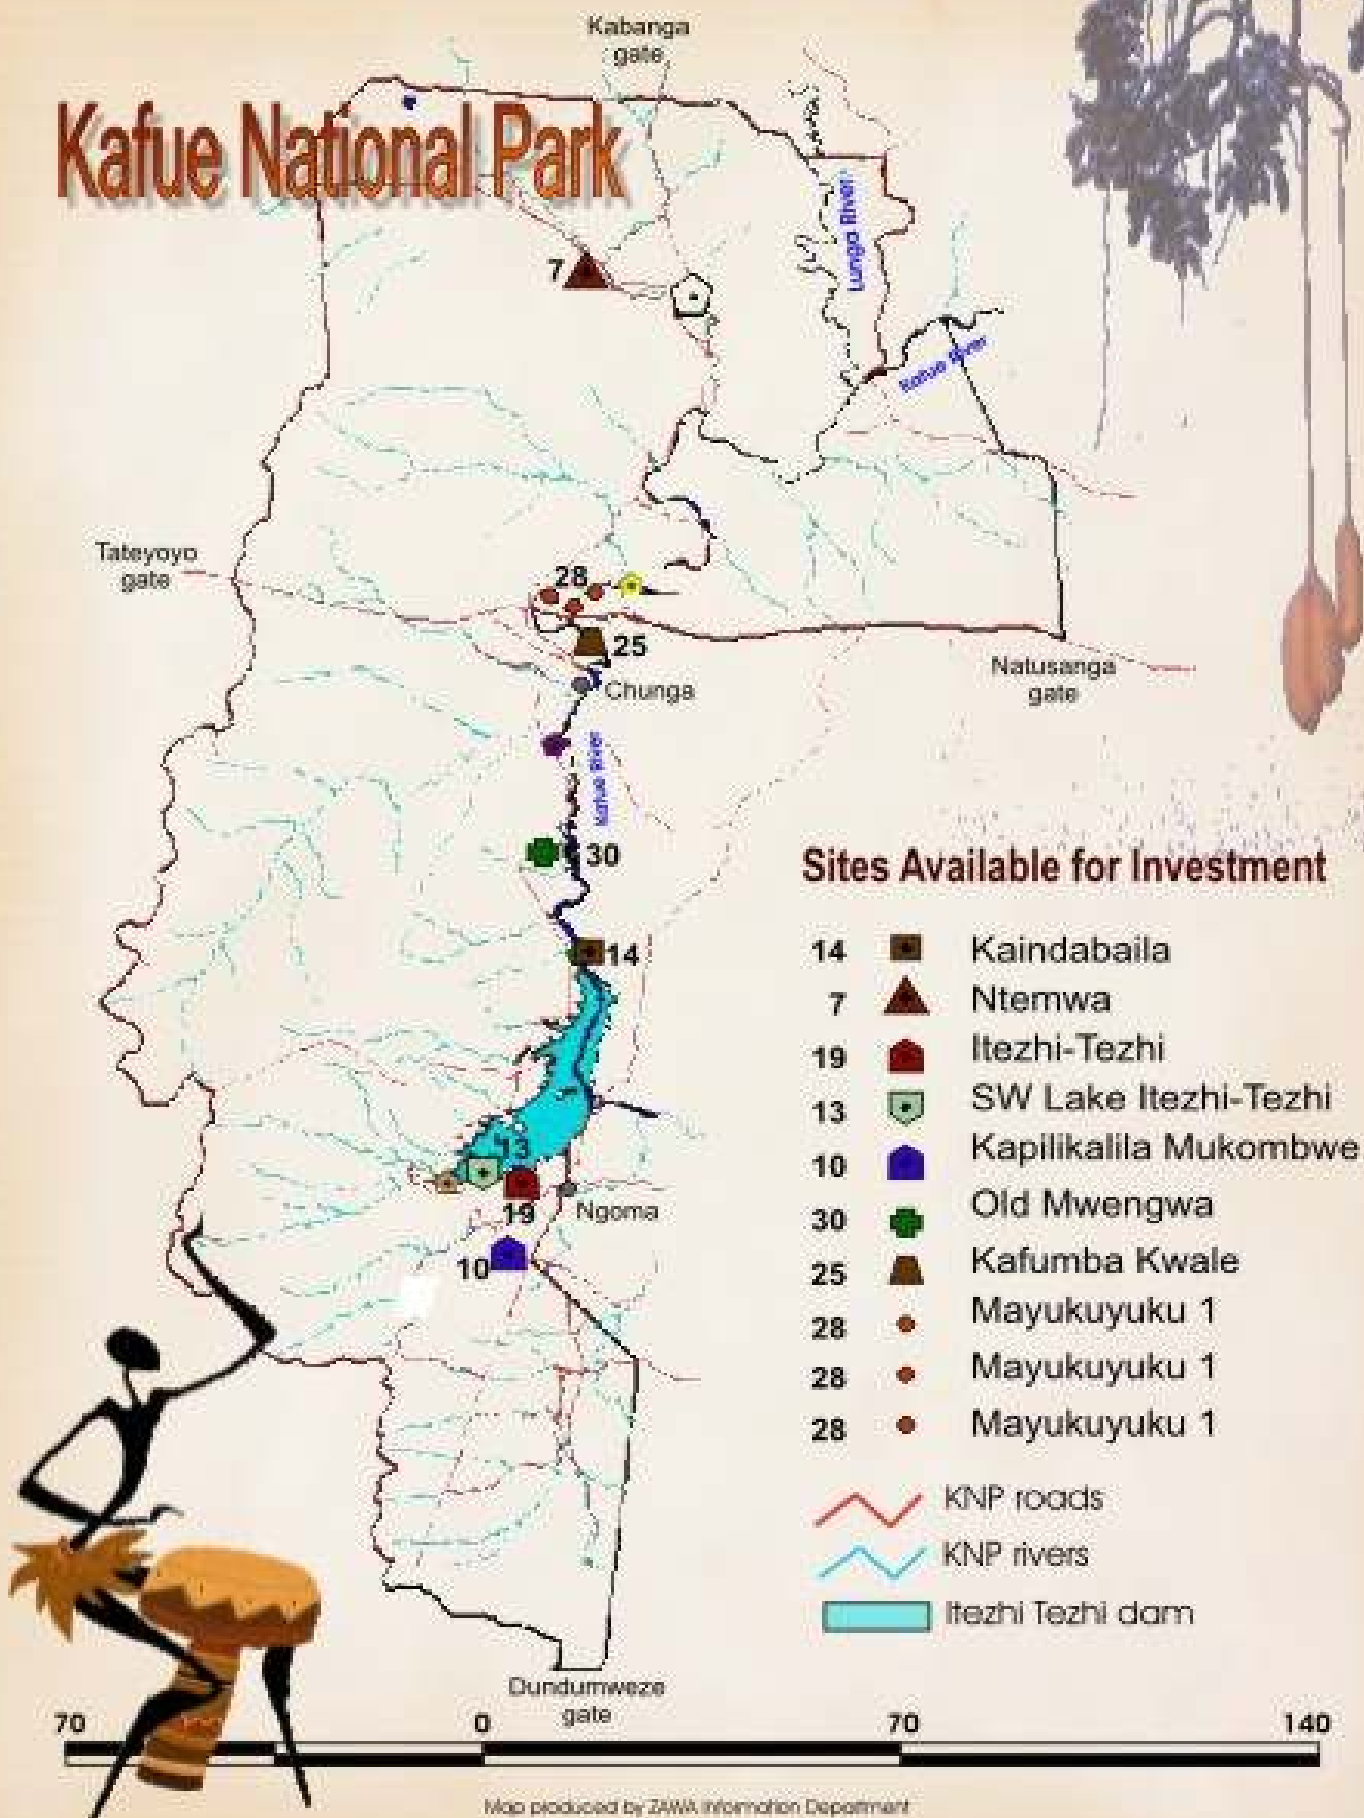 Kabanga
gate
Kafue National Park
Lunga River
7
Kafue River
Tateyoyo
gate
28
25
Natusanga
gate
Chunga
Kafue River
30
14
13
19
Ngoma
10
Sites Available for Investment
14 Kaindabaila
7 Ntemwa
19 Itezhi-Tezhi
13 SW Lake Itezhi-Tezhi
10 Kapilikalila Mukombwe
30 Old Mwengwa
25 Kafumba Kwale
28 Mayukuyuku 1
28 Mayukuyuku 1
28 Mayukuyuku 1
KNP roads
KNP rivers
Itezhi Tezhi dam
Dundumweze
gate
70 0 70 140
Map produced by ZAWA Information Department